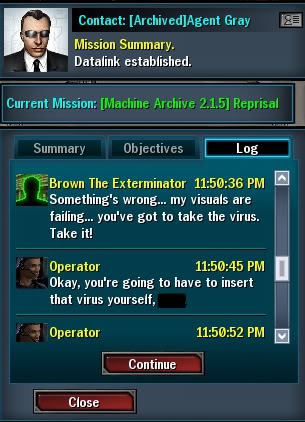 Contact: [Archived]Agent Gray
Mission Summary.
Datalink established.
Current Mission: [Machine Archive 2.1.5] Reprisal
Summary
Objectives
Log
Brown The Exterminator 11:50:36 PM
Something's wrong... my visuals are
failing... you've got to take the virus.
Take it!
Operator 11:50:45 PM
Okay, you're going to have to insert
that virus yourself,
Operator 11:50:52 PM
Continue
Close